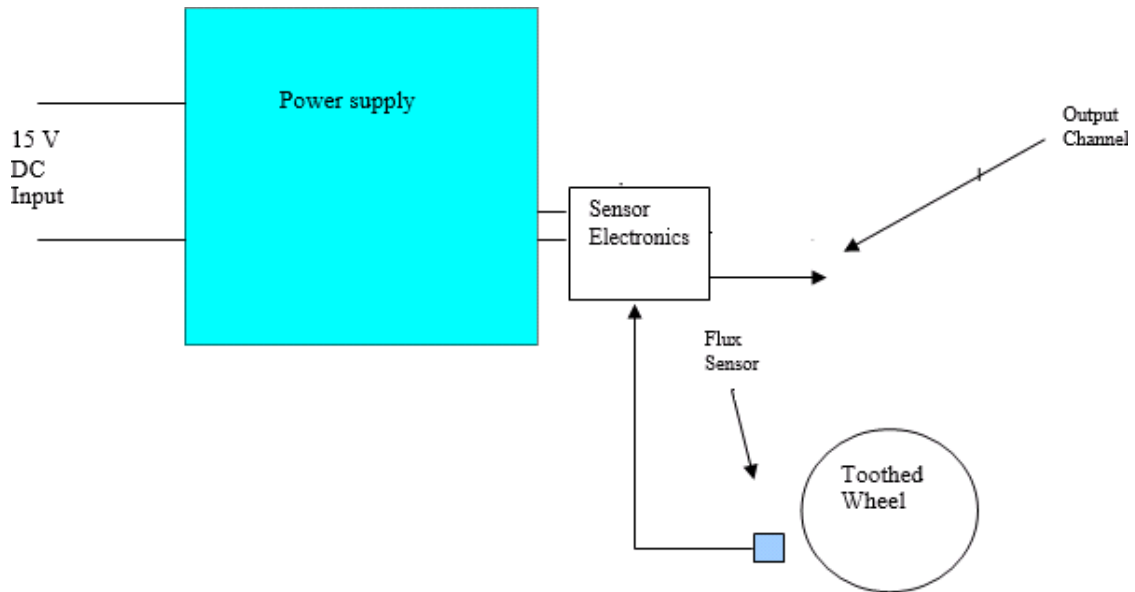 Power supply
15 V
DC
Input
Output
Channel
Sensor
Electronics
Flux
Sensor
Toothed
Wheel